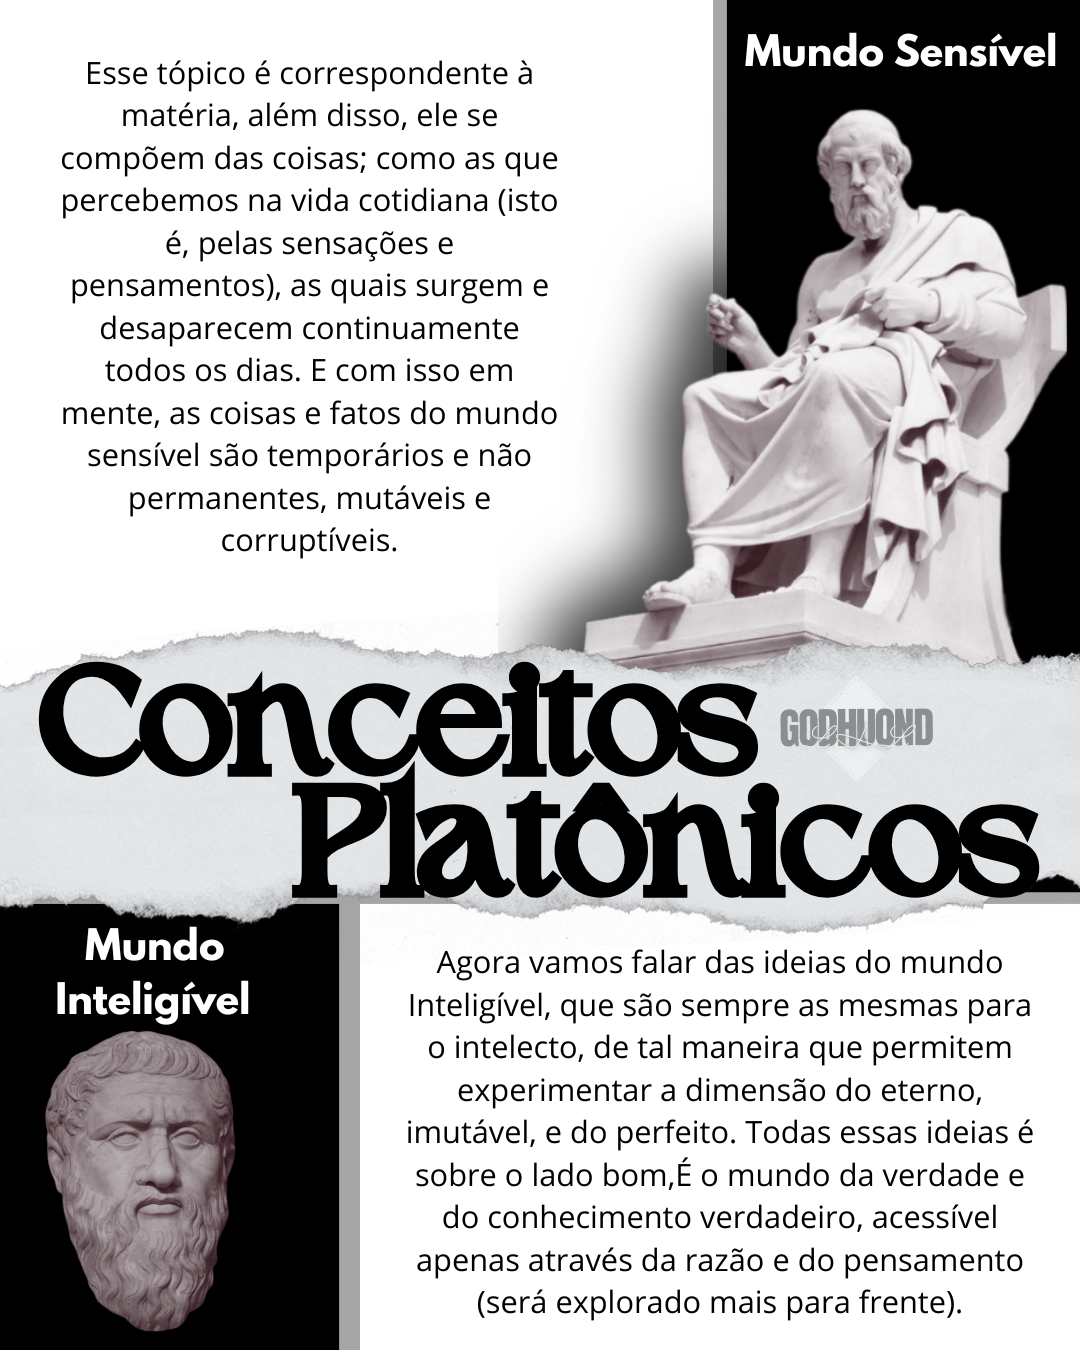 Mundo Sensível
Esse tópico é correspondente à
matéria, além disso, ele se
compõem das coisas; como as que
percebemos na vida cotidiana (isto
é, pelas sensações e
pensamentos), as quais surgem e
desaparecem continuamente
todos os dias. E com isso em
mente, as coisas e fatos do mundo
sensível são temporários e não
permanentes, mutáveis e
corruptíveis.
Conceitos
Platônicos
Mundo
Inteligível
Agora vamos falar das ideias do mundo
Inteligível, que são sempre as mesmas para
o intelecto, de tal maneira que permitem
experimentar a dimensão do eterno,
imutável, e do perfeito. Todas essas ideias é
sobre o lado bom,É o mundo da verdade e
do conhecimento verdadeiro, acessível
apenas através da razão e do pensamento
(será explorado mais para frente).